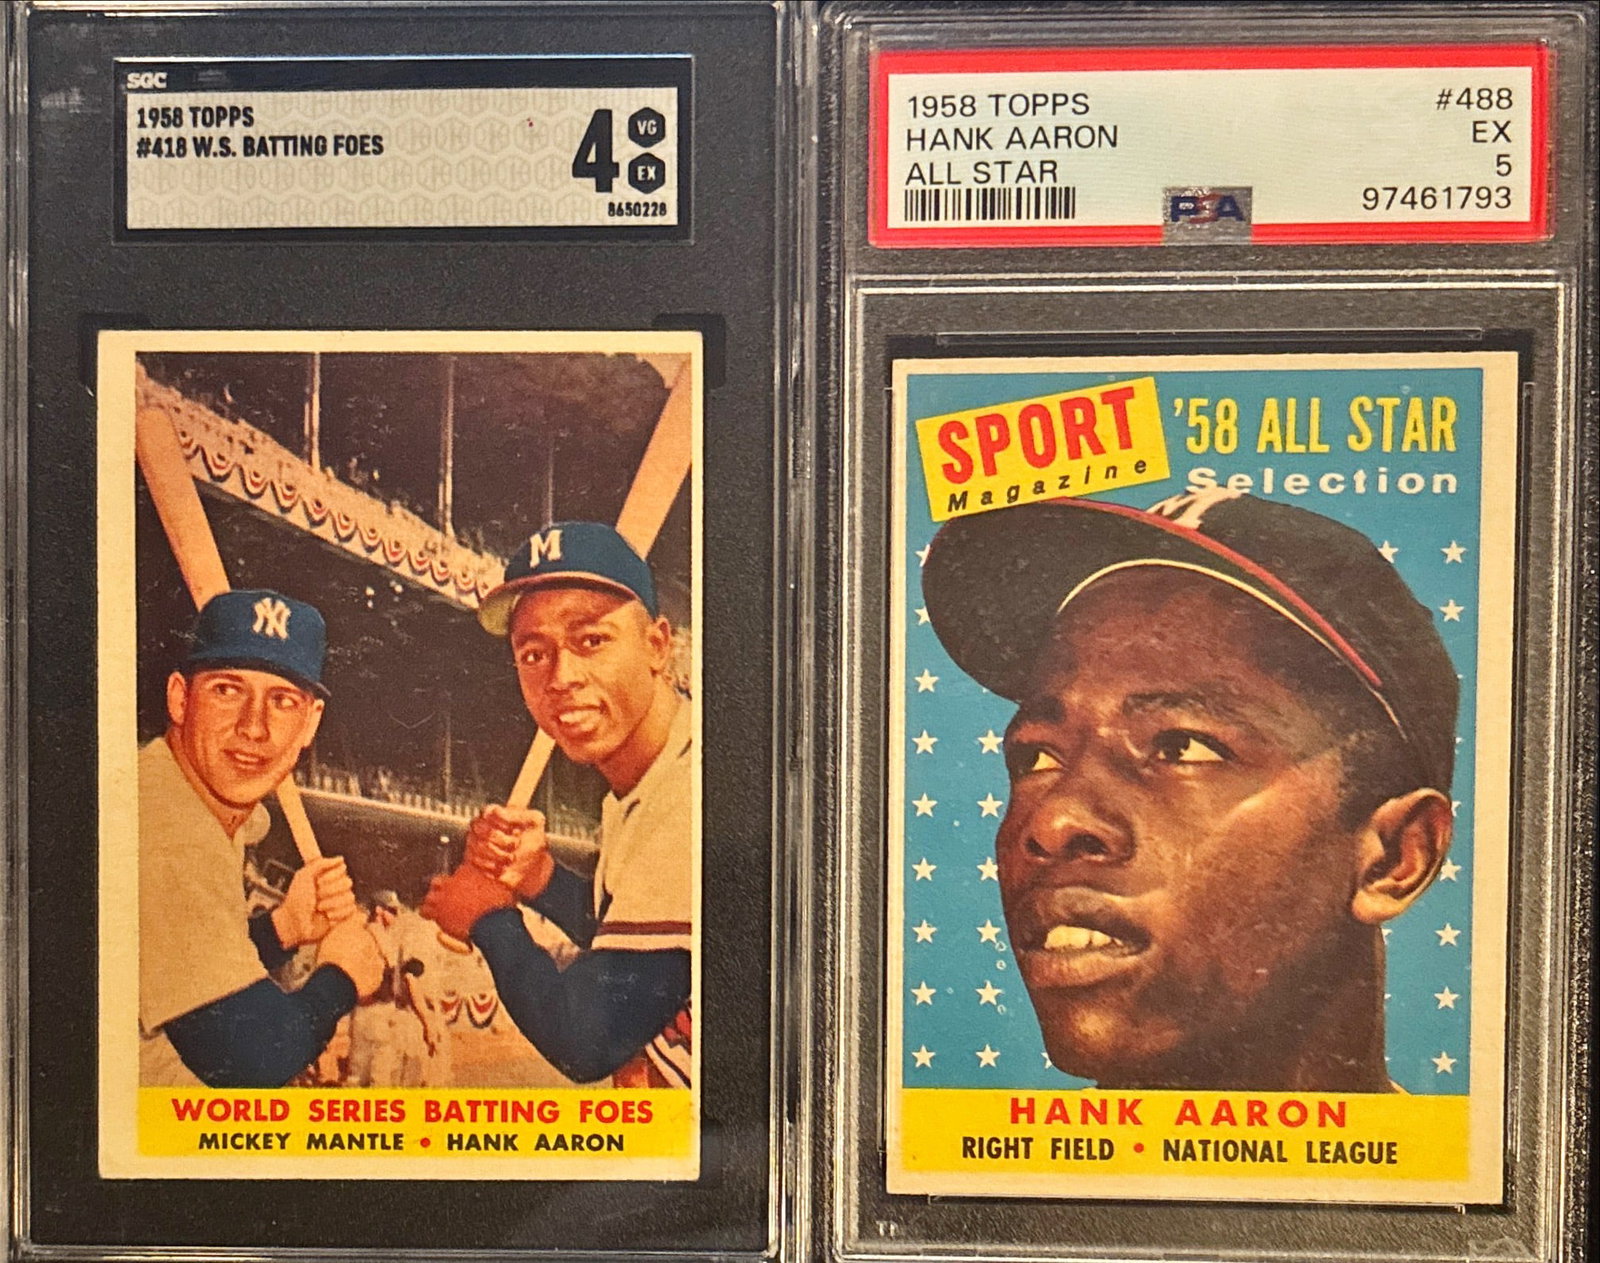 SGC
1958 TOPPS
#418 W.S. BATTING FOES
4
VG
EX
8650228
M
NY
WORLD SERIES BATTING FOES
MICKEY MANTLE • HANK AARON
1958 TOPPS #488
HANK AARON EX
ALL STAR 5
97461793
PSA
SPORT
Magazine
'58 ALL STAR
Selection
M
HANK AARON
RIGHT FIELD • NATIONAL LEAGUE